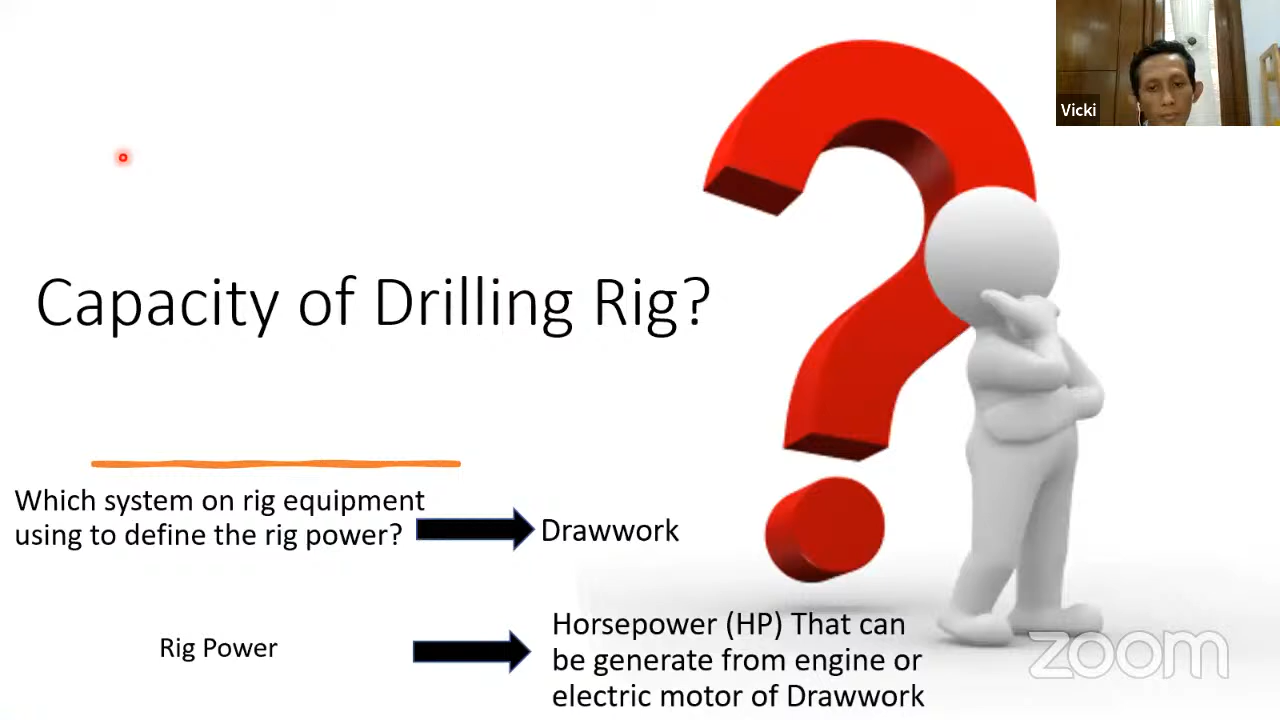 Vicki
Capacity of Drilling Rig?
Which system on rig equipment
using to define the rig power?
Drawwork
Rig Power
Horsepower (HP) That can
be generate from engine or
electric motor of Drawwork
zoom